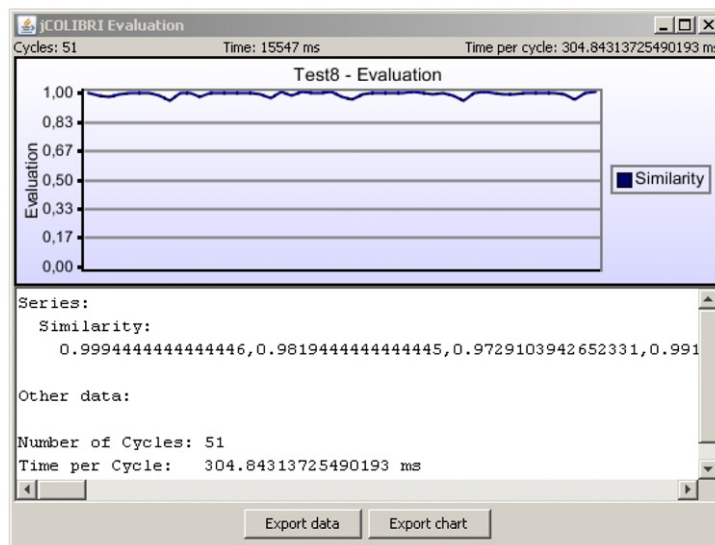 jCOLIBRI Evaluation
Cycles: 51 Time: 15547 ms Time per cycle: 304.84313725490193 ms
Test8 - Evaluation
1,00
0,83
0,67
0,50
0,33
0,17
0,00
Evaluation
Similarity
Series:
Similarity:
0.9994444444444446,0.9819444444444445,0.9729103942652331,0.991
Other data:
Number of Cycles: 51
Time per Cycle: 304.84313725490193 ms
Export data Export chart